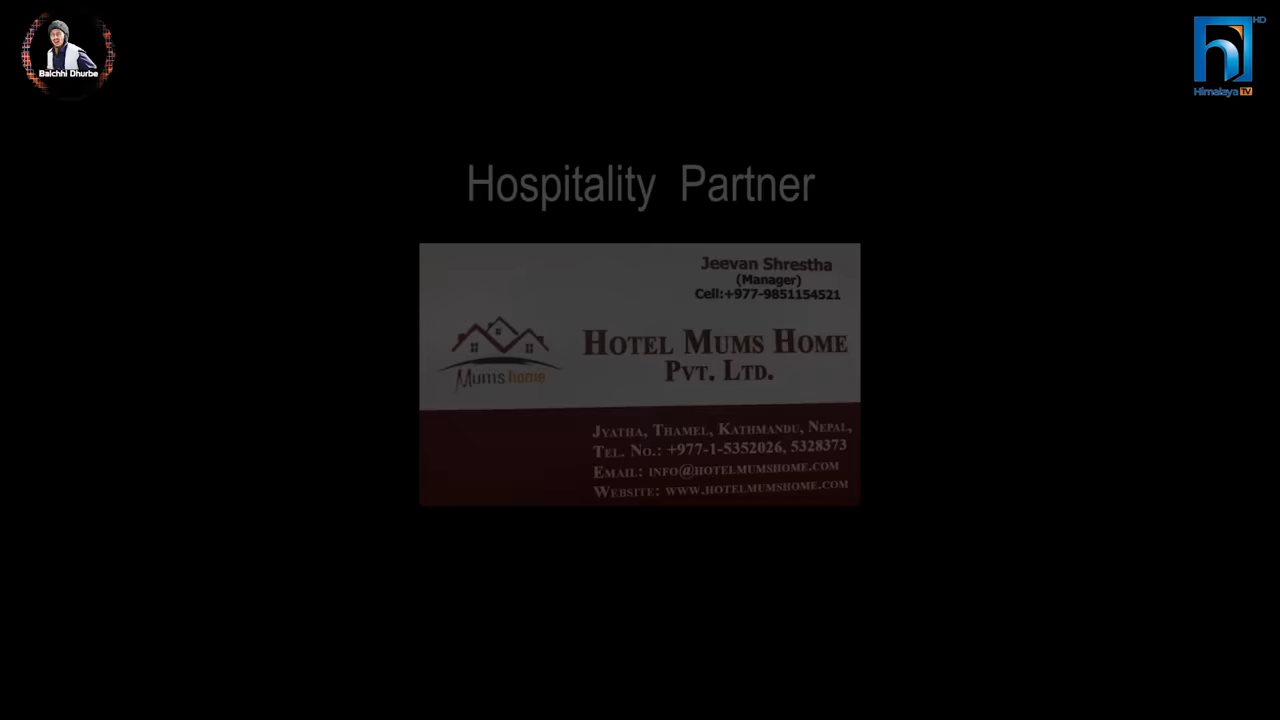 Baichhi Dhurbe
HD
Himalaya TV
Hospitality Partner
Jeevan Shrestha
(Manager)
Cell:+977-9851154521
Mums home
HOTEL MUMS HOME
PVT. LTD.
JYATHA, THAMEL, KATHMANDU, NEPAL,
TEL. NO.: +977-1-5352026, 5328373
EMAIL: INFO@HOTELMUMSHOME.COM
WEBSITE: WWW.HOTELMUMSHOME.COM